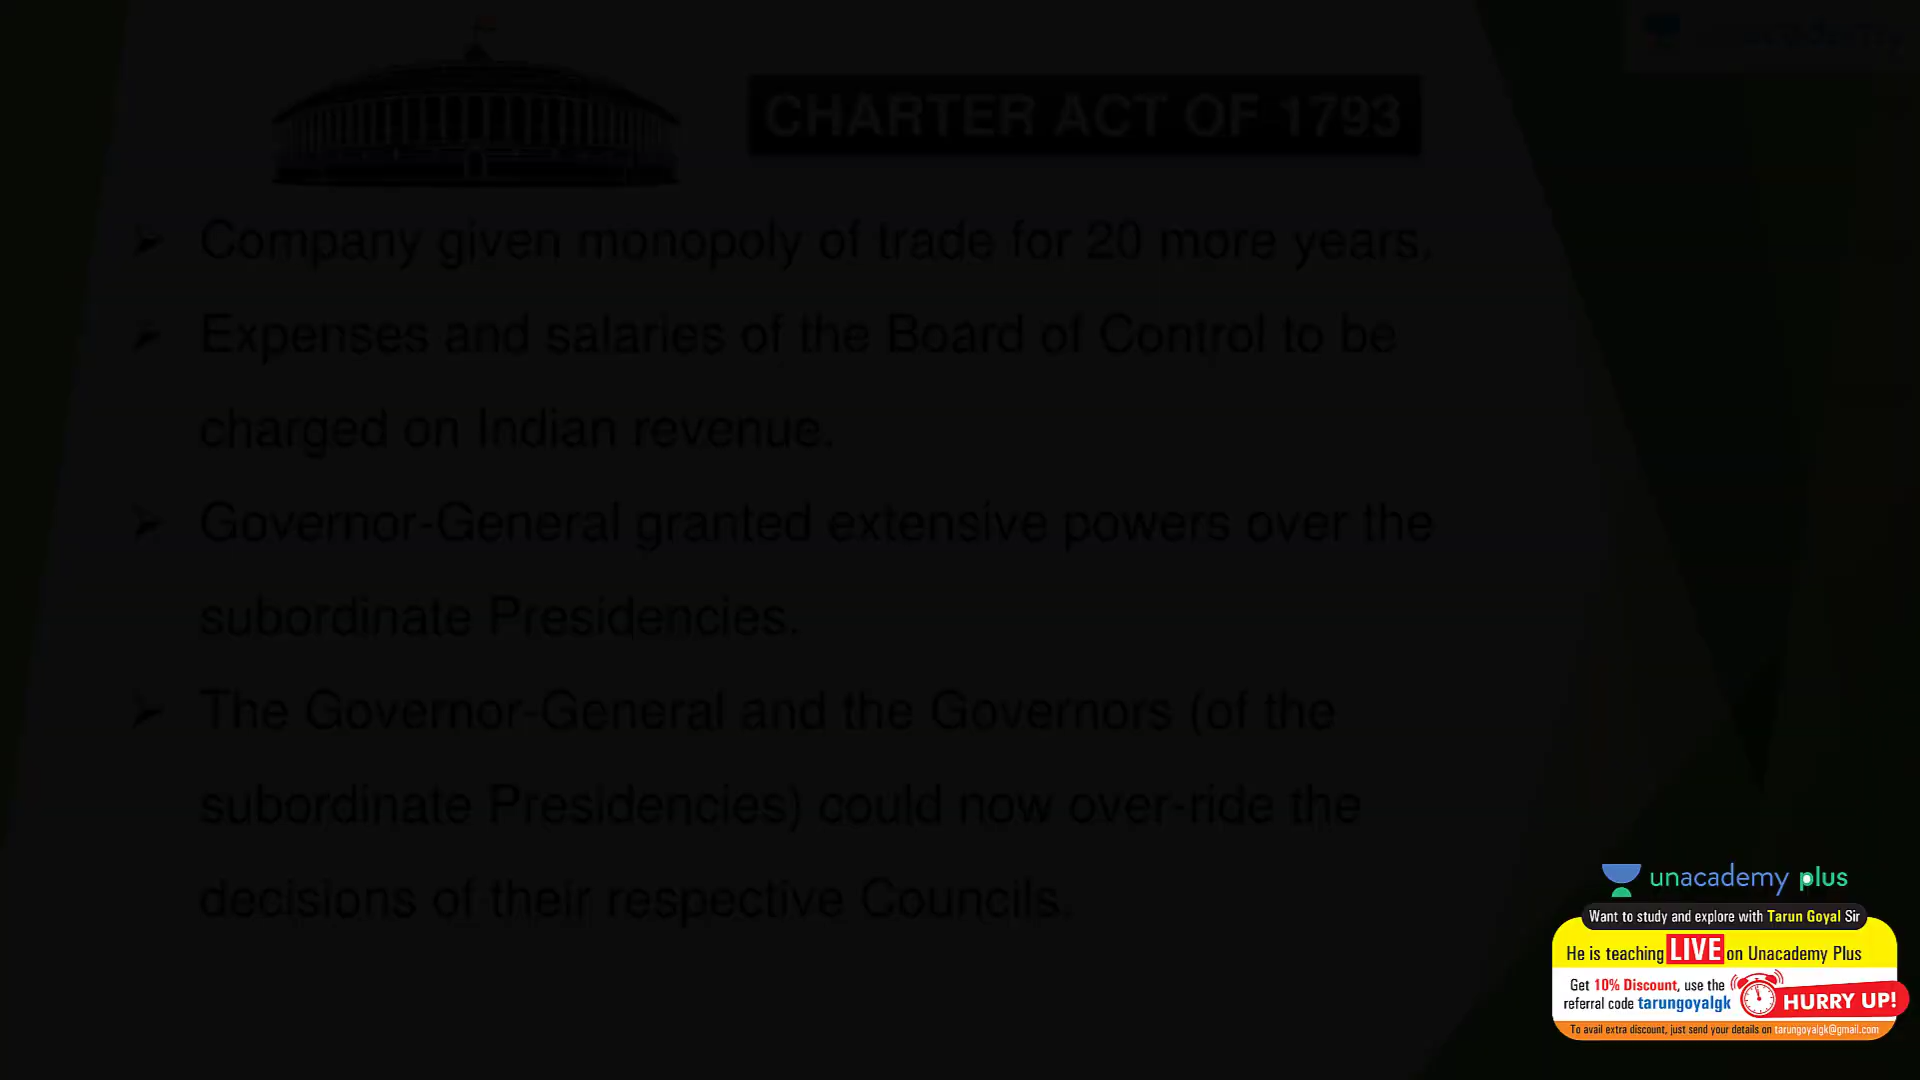 CHARTER ACT OF 1793
➤ Company given monopoly of trade for 20 more years.
➤ Expenses and salaries of the Board of Control to be
charged on Indian revenue.
➤ Governor-General granted extensive powers over the
subordinate Presidencies.
➤ The Governor-General and the Governors (of the
subordinate Presidencies) could now over-ride the
decisions of their respective Councils.
unacademy plus
Want to study and explore with Tarun Goyal Sir
He is teaching LIVE on Unacademy Plus
Get 10% Discount, use the
referral code tarungoyalgk
HURRY UP!
To avail extra discount, just send your details on tarungoyalgk@gmail.com